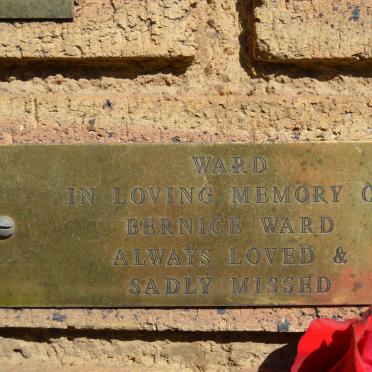 WARD
IN LOVING MEMORY O
BERNICE WARD
ALWAYS LOVED &
SADLY MISSED